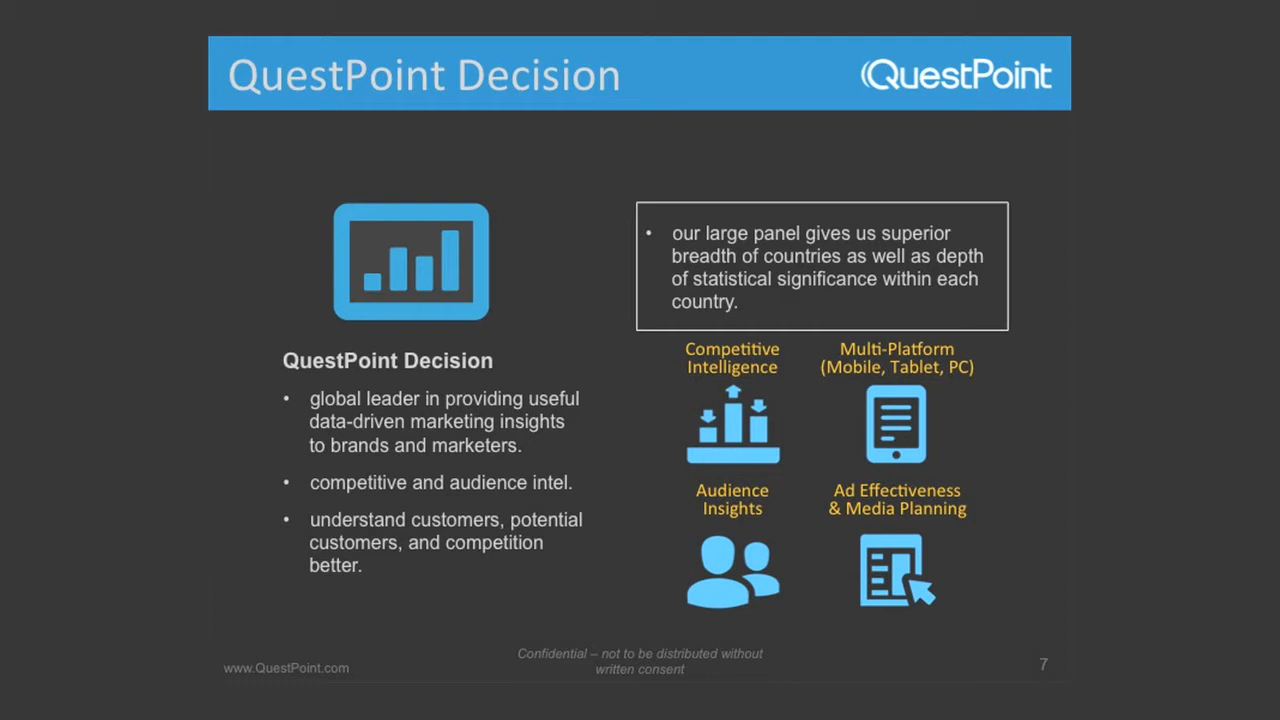 QuestPoint Decision
QuestPoint
QuestPoint Decision
• global leader in providing useful
data-driven marketing insights
to brands and marketers.
• competitive and audience intel.
• understand customers, potential
customers, and competition
better.
• our large panel gives us superior
breadth of countries as well as depth
of statistical significance within each
country.
Competitive
Intelligence
Multi-Platform
(Mobile, Tablet, PC)
Audience
Insights
Ad Effectiveness
& Media Planning
www.QuestPoint.com
Confidential – not to be distributed without
written consent
7